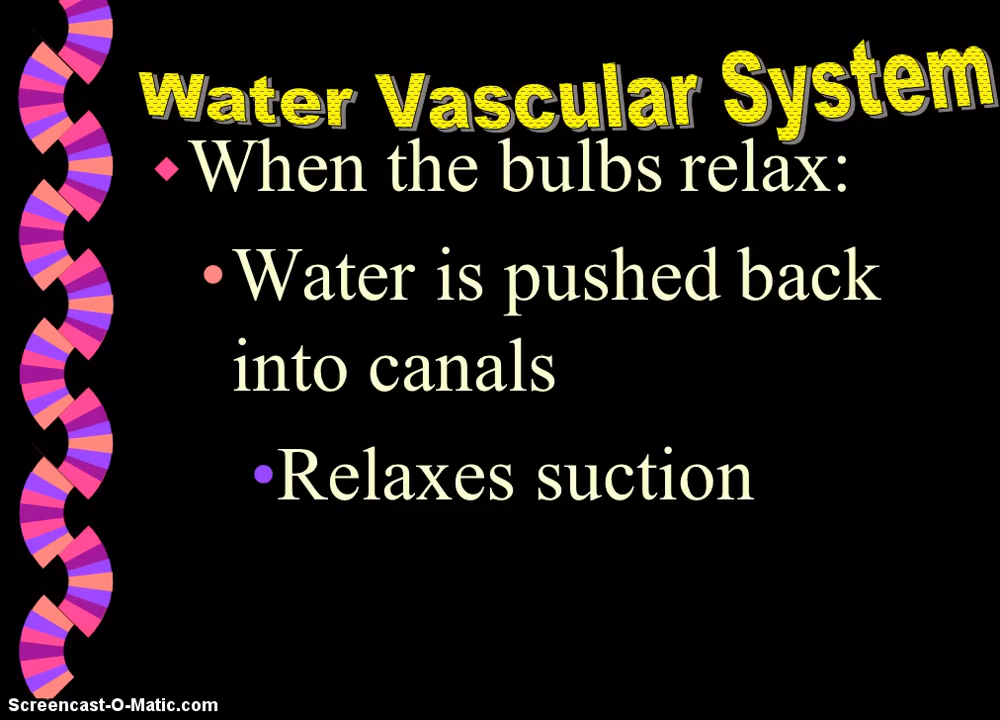 Water Vascular System
When the bulbs relax:
Water is pushed back
into canals
Relaxes suction
Screencast-O-Matic.com